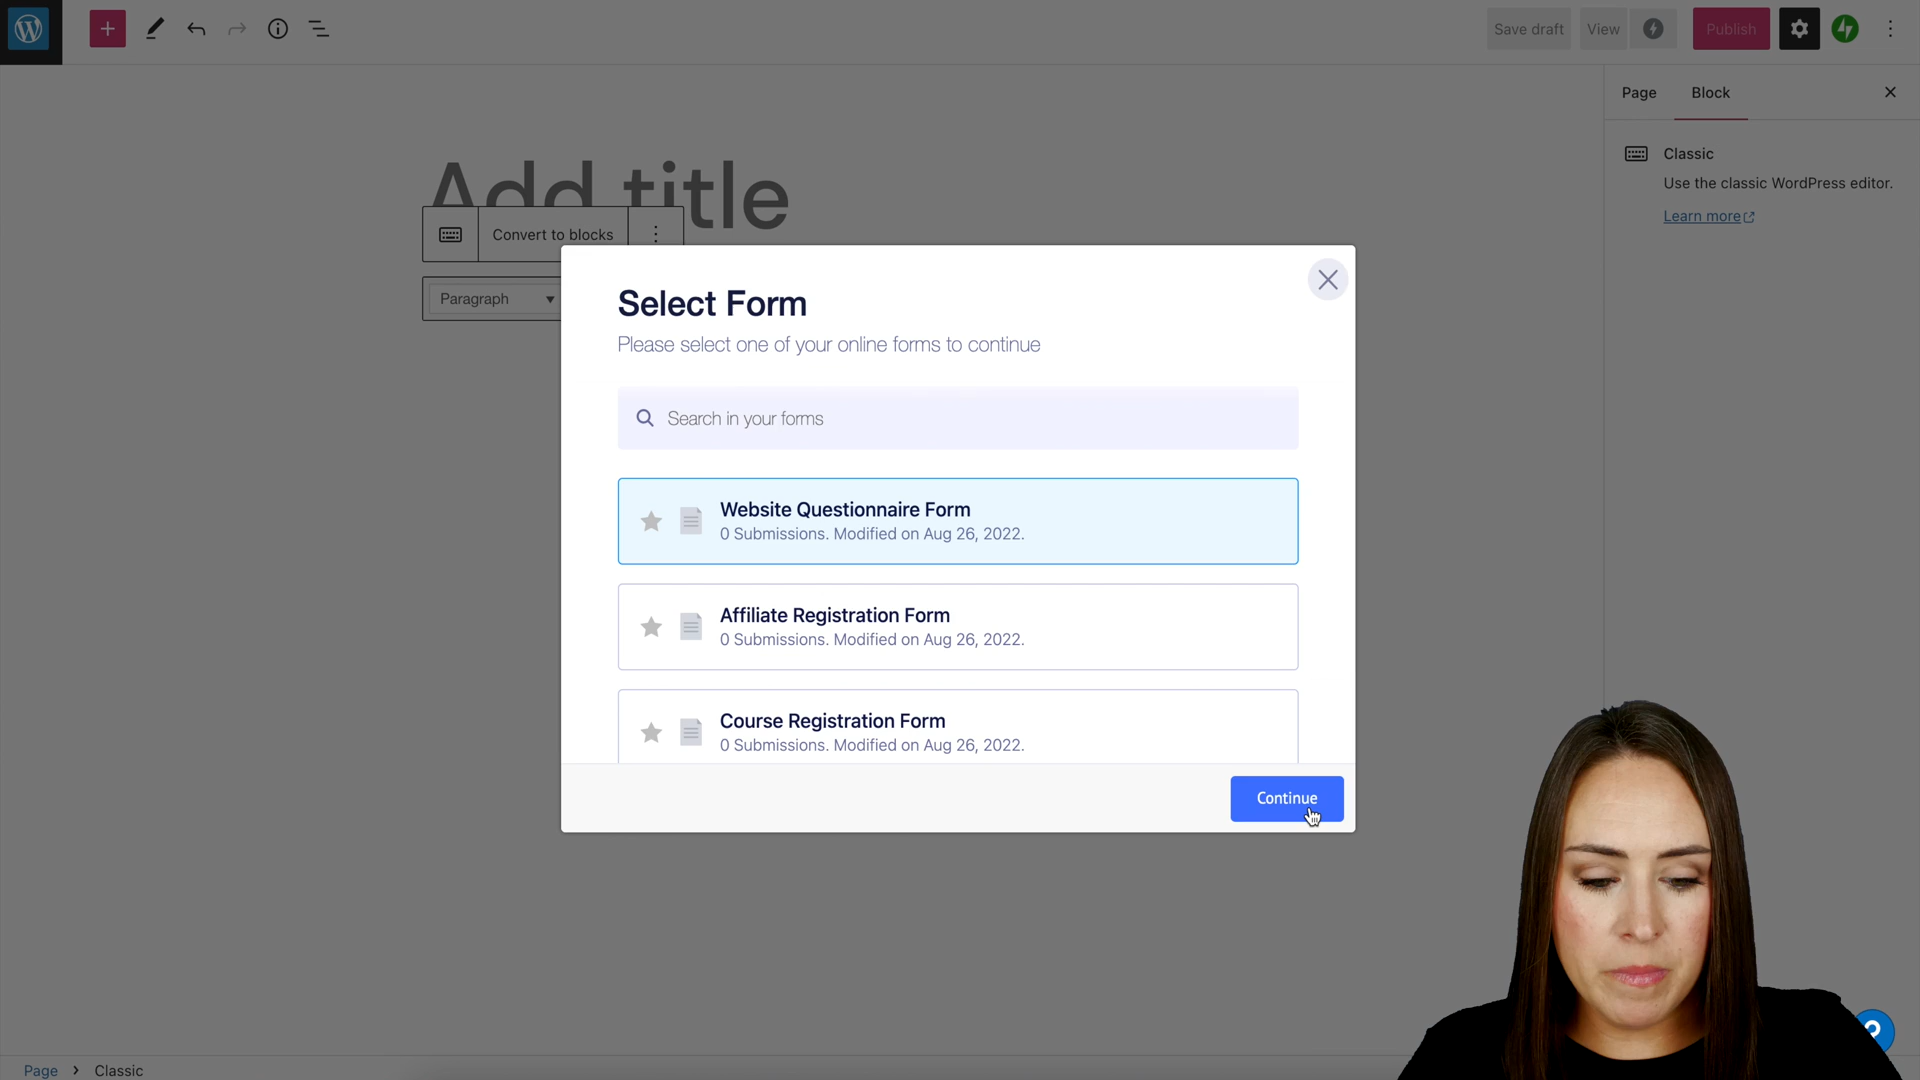 Save draft
View
Publish
Page
Block
Classic
Use the classic WordPress editor.
Learn more
Add title
Convert to blocks
Paragraph
Select Form
Please select one of your online forms to continue
Search in your forms
Website Questionnaire Form
0 Submissions. Modified on Aug 26, 2022.
Affiliate Registration Form
0 Submissions. Modified on Aug 26, 2022.
Course Registration Form
0 Submissions. Modified on Aug 26, 2022.
Continue
Page > Classic